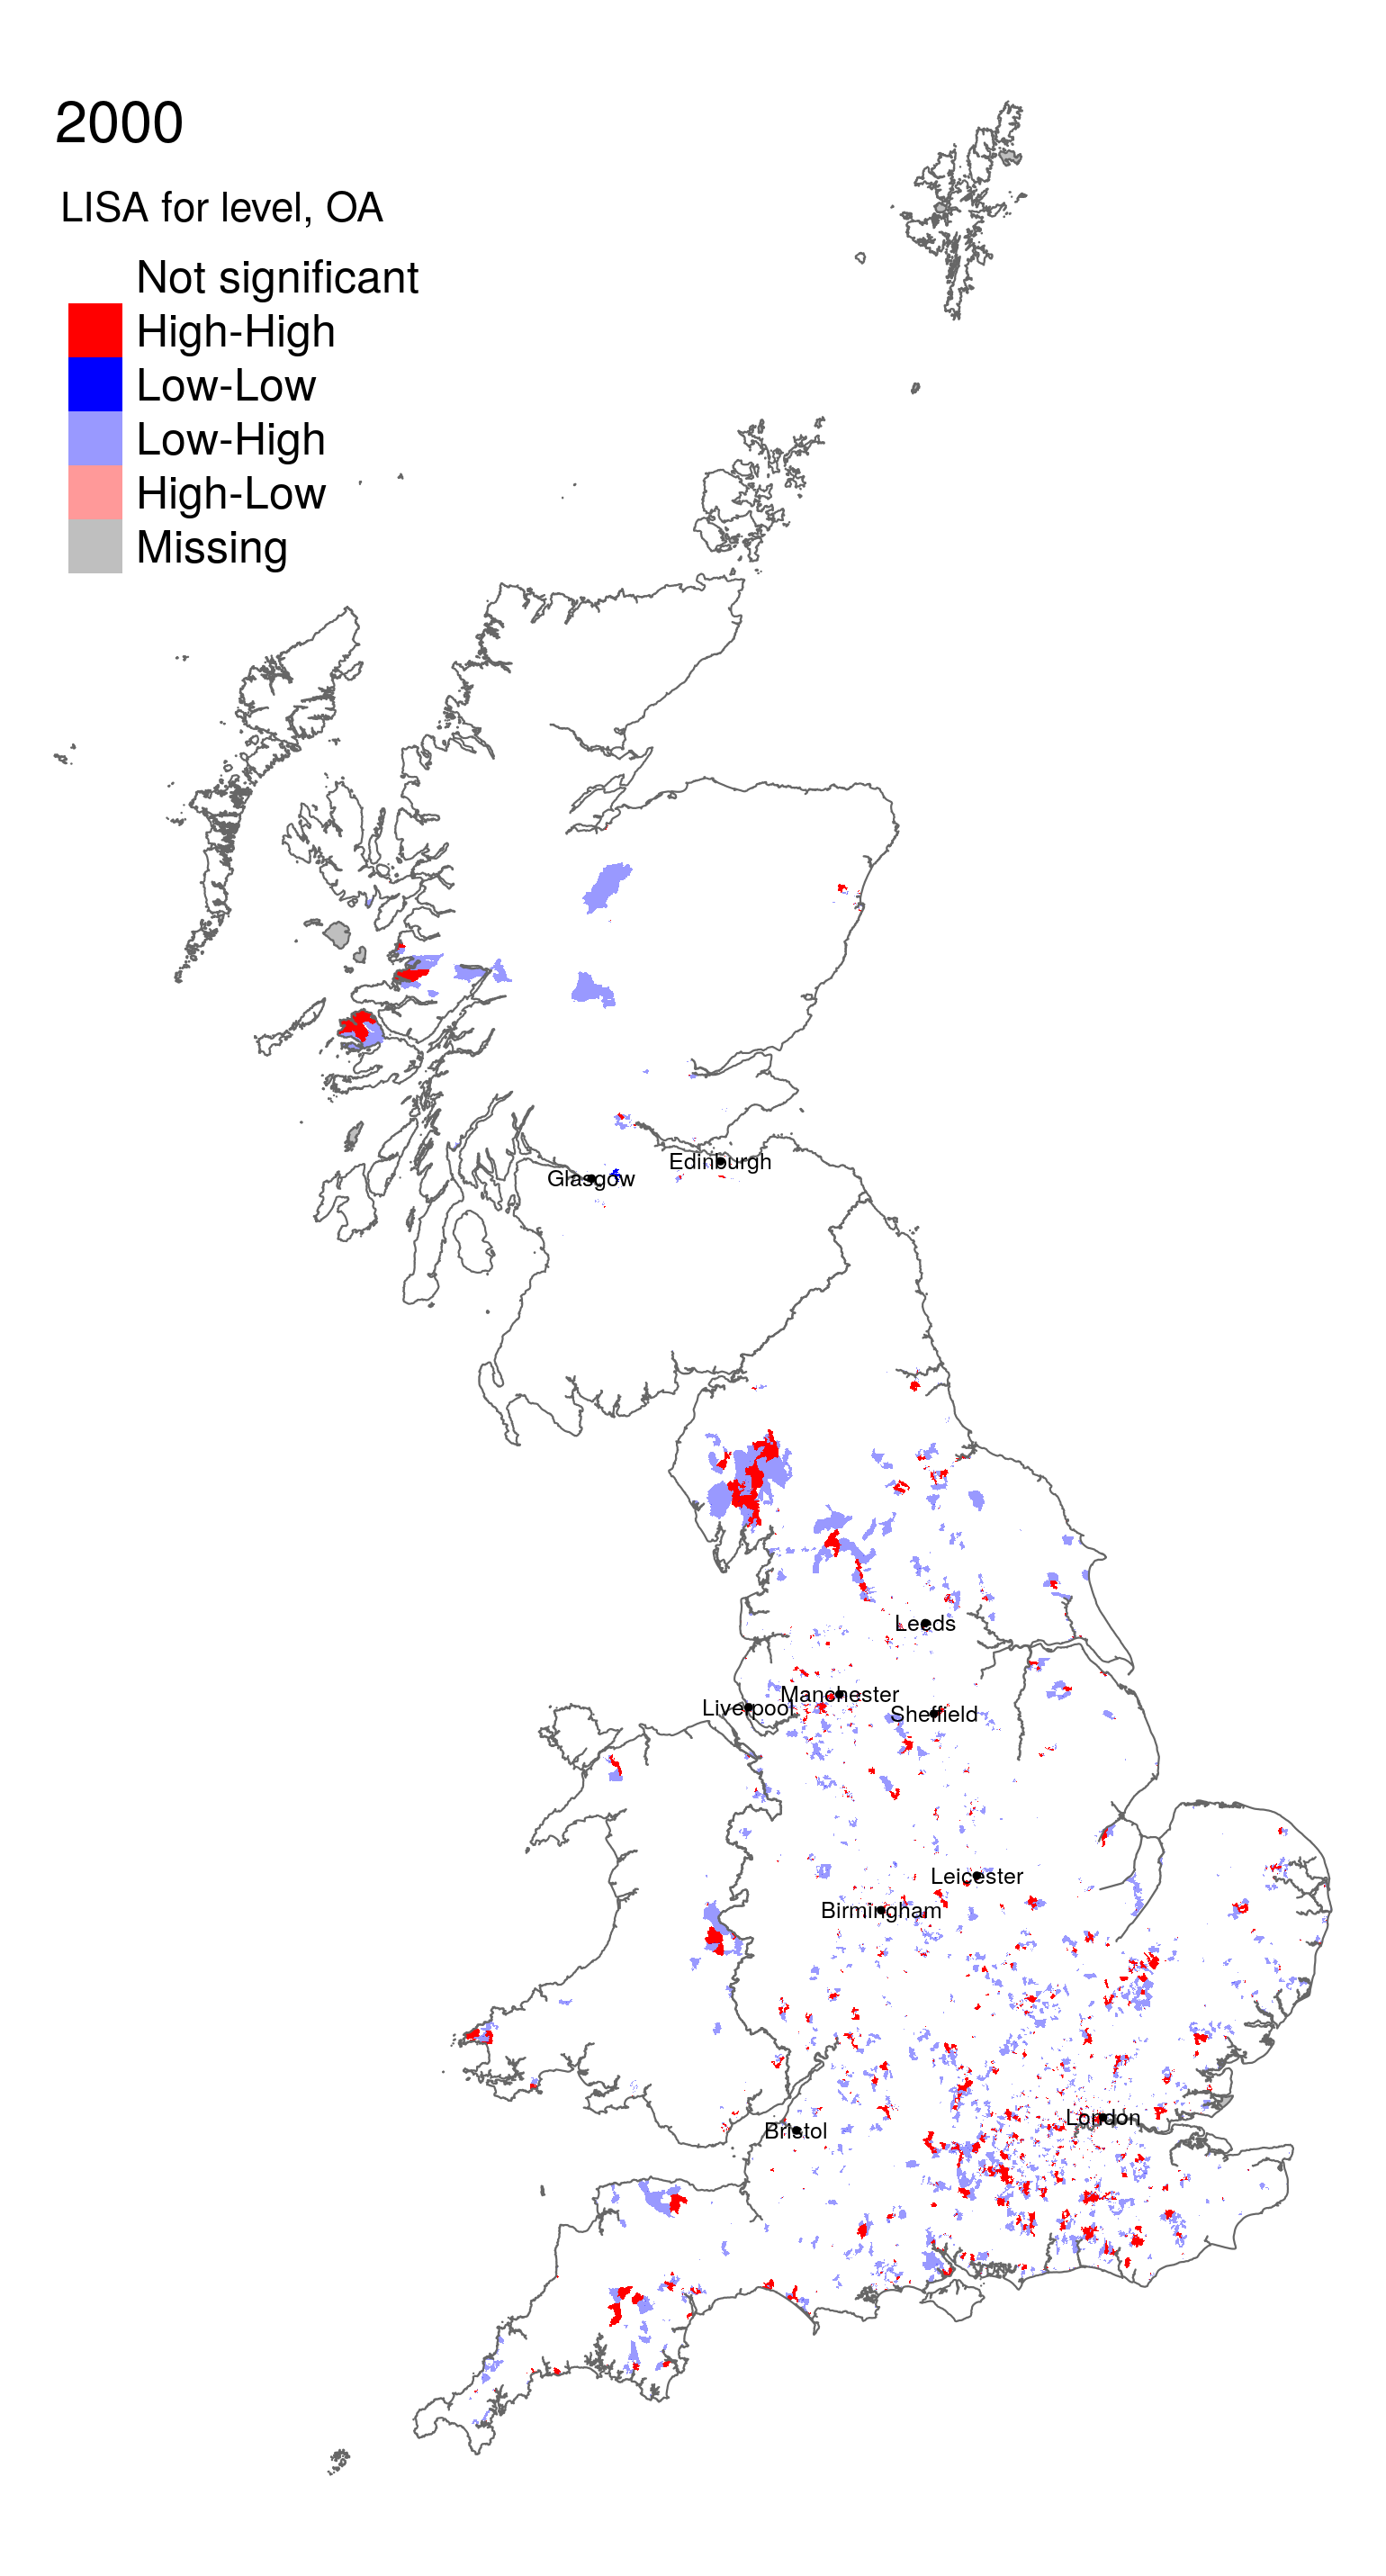 2000
LISA for level, OA
Not significant
High-High
Low-Low
Low-High
High-Low
Missing
Edinburgh
Glasgow
Leeds
Manchester
Liverpool
Sheffield
Leicester
Birmingham
London
Bristol